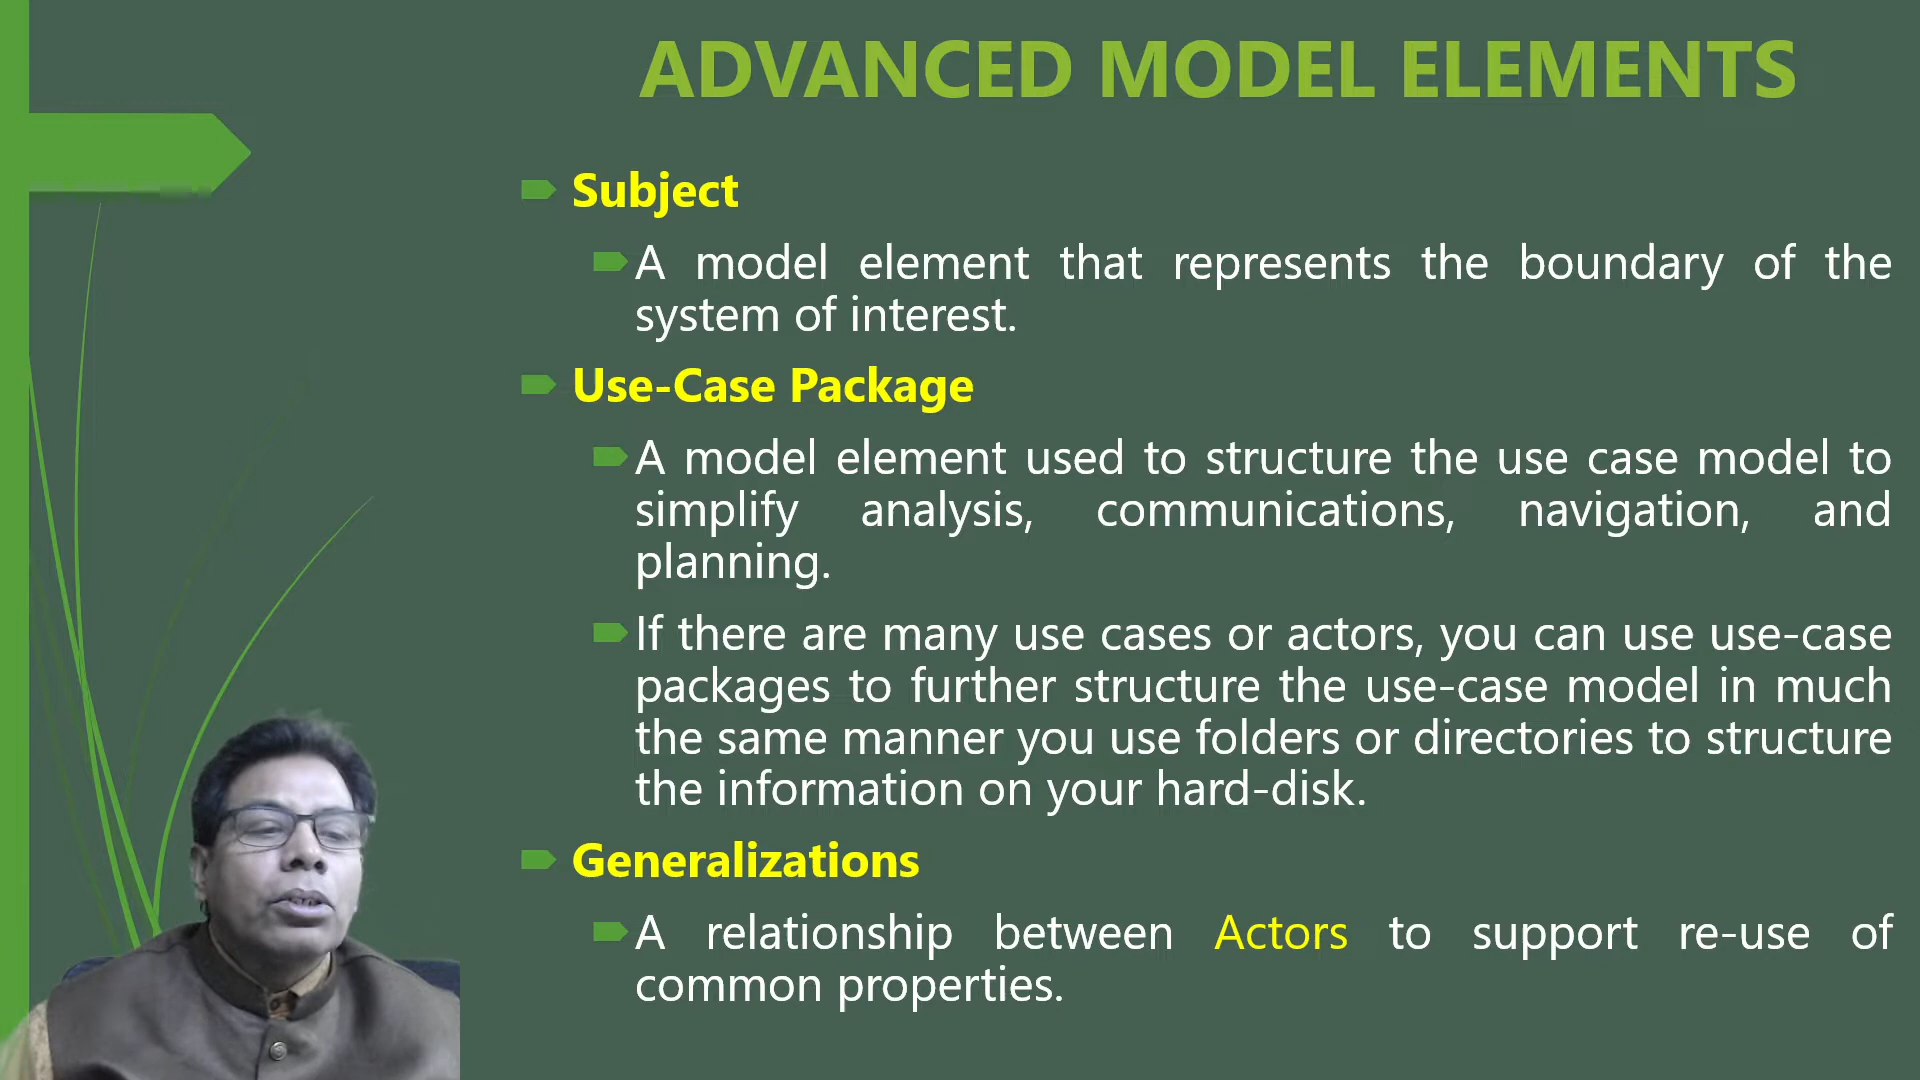 ADVANCED MODEL ELEMENTS
Subject
A model element that represents the boundary of the
system of interest.
Use-Case Package
A model element used to structure the use case model to
simplify analysis, communications, navigation, and
planning.
If there are many use cases or actors, you can use use-case
packages to further structure the use-case model in much
the same manner you use folders or directories to structure
the information on your hard-disk.
Generalizations
A relationship between Actors to support re-use of
common properties.